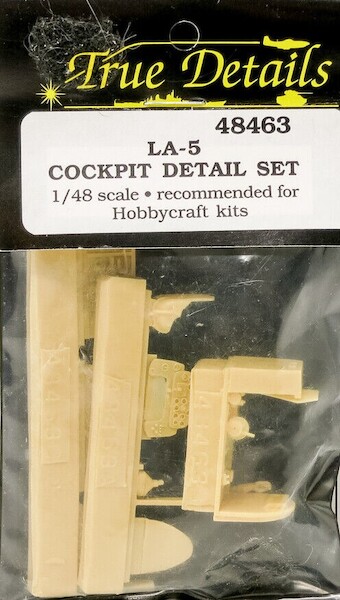 True Details
48463
LA-5
COCKPIT DETAIL SET
1/48 scale • recommended for
Hobbycraft kits